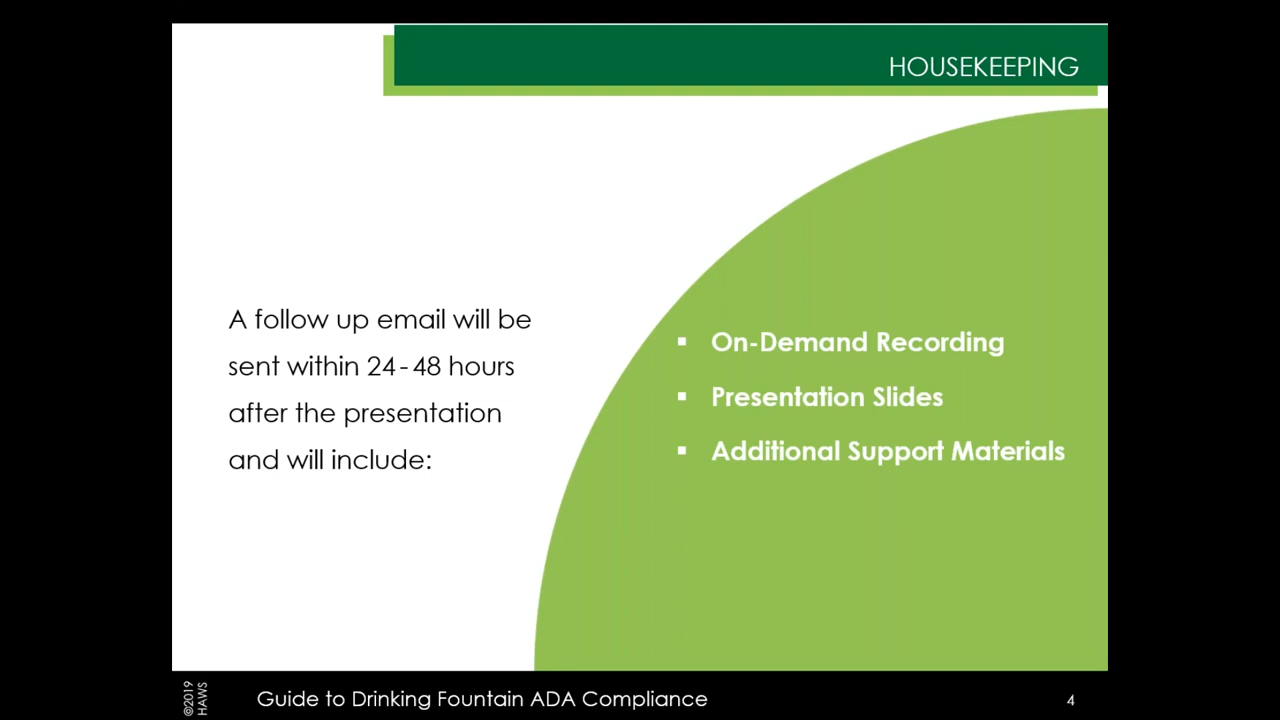 HOUSEKEEPING
A follow up email will be
sent within 24-48 hours
after the presentation
and will include:
▪ On-Demand Recording
▪ Presentation Slides
▪ Additional Support Materials
©2019
HAWS
Guide to Drinking Fountain ADA Compliance
4